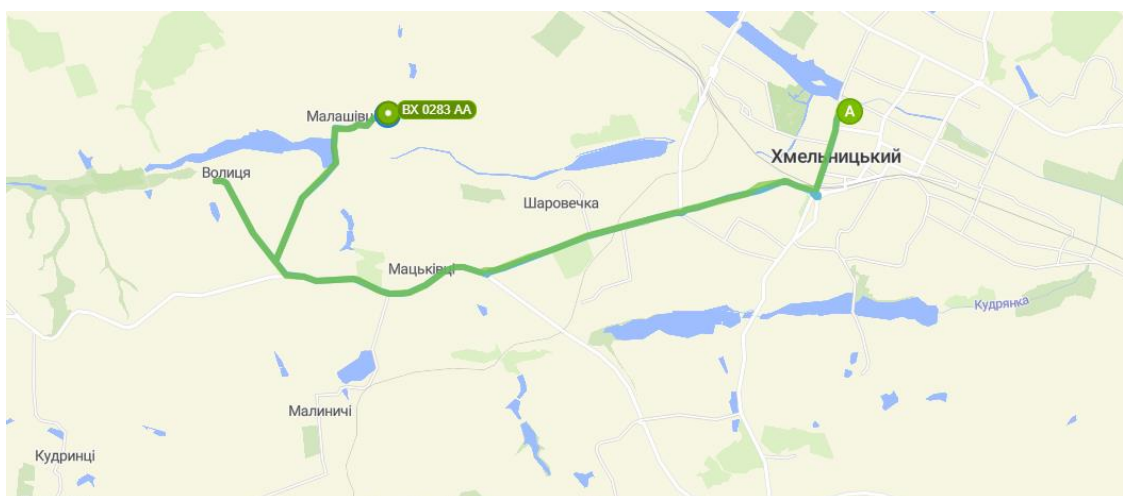 Малашівці
BX 0283 AA
A
Хмельницький
Волиця
Шаровечка
Мацьківці
Кудрянка
Малиничі
Кудринці